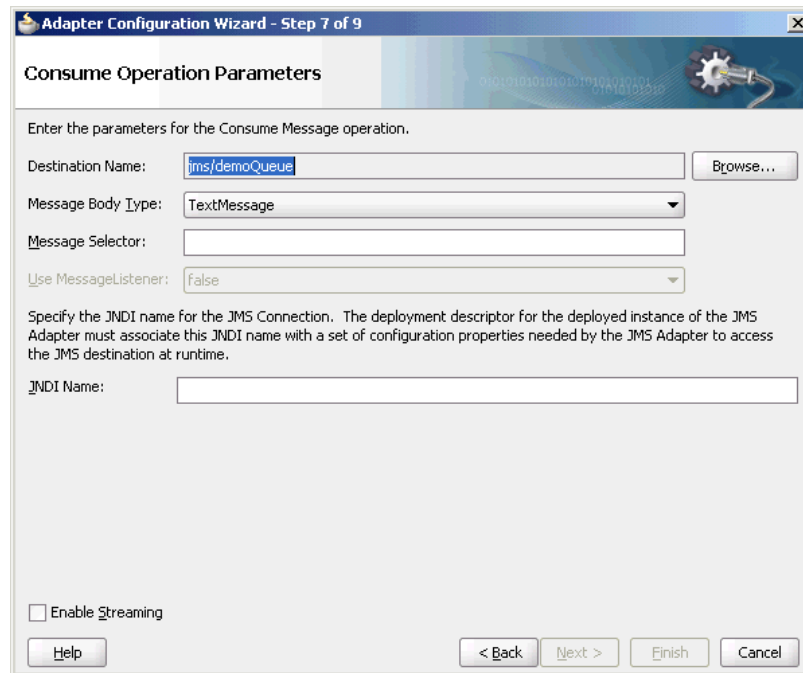 Adapter Configuration Wizard - Step 7 of 9
Consume Operation Parameters
Enter the parameters for the Consume Message operation.
Destination Name: jms/demoQueue Browse...
Message Body Type: TextMessage
Message Selector:
Use MessageListener: false
Specify the JNDI name for the JMS Connection. The deployment descriptor for the deployed instance of the JMS
Adapter must associate this JNDI name with a set of configuration properties needed by the JMS Adapter to access
the JMS destination at runtime.
JNDI Name:
Enable Streaming
Help < Back Next > Finish Cancel